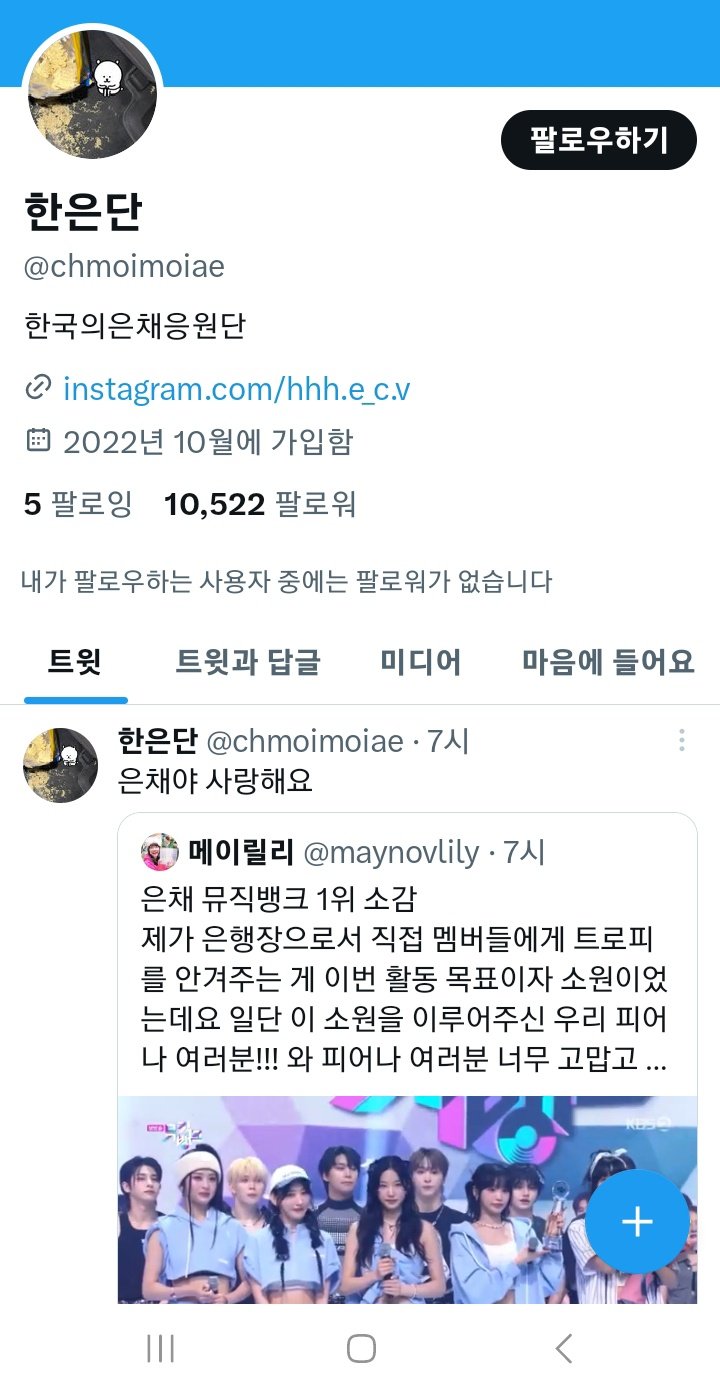 팔로우하기
한은단
@chmoimoiae
한국의은채응원단
instagram.com/hhh.e_c.v
2022년 10월에 가입함
5 팔로잉 10,522 팔로워
내가 팔로우하는 사용자 중에는 팔로워가 없습니다
트윗 트윗과 답글 미디어 마음에 들어요
한은단 @chmoimoiae · 7시
은채야 사랑해요
메이릴리 @maynovlily · 7시
은채 뮤직뱅크 1위 소감
제가 은행장으로서 직접 멤버들에게 트로피
를 안겨주는 게 이번 활동 목표이자 소원이었
는데요 일단 이 소원을 이루어주신 우리 피어
나 여러분!!! 와 피어나 여러분 너무 고맙고 ...
KBS2